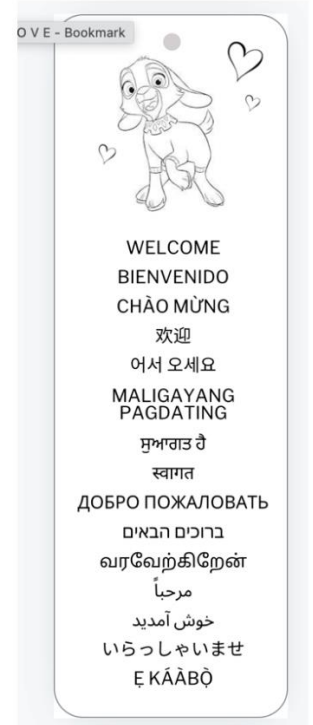 O V E - Bookmark
WELCOME
BIENVENIDO
CHÀO MỪNG
欢迎
어서 오세요
MALIGAYANG
PAGDATING
ਸੁਆਗਤ ਹੈ
स्वागत
ДОБРО ПОЖАЛОВАТЬ
ברוכים הבאים
வரவேற்கிறேன்
مرحباً
خوش آمدید
いらっしゃいませ
Ẹ KÁÀBỌ̀